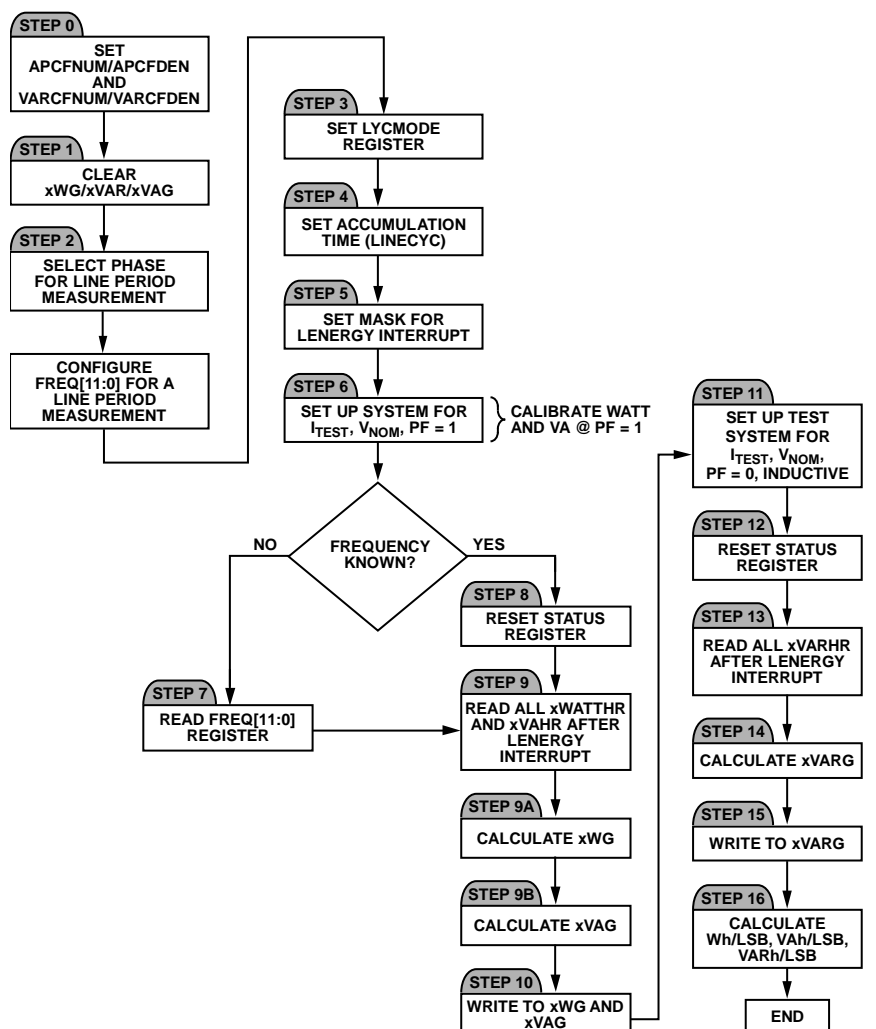 STEP 0
SET
APCFNUM/APCFDEN
AND
VARCFNUM/VARCFDEN
STEP 1
CLEAR
xWG/xVAR/xVAG
STEP 2
SELECT PHASE
FOR LINE PERIOD
MEASUREMENT
CONFIGURE
FREQ[11:0] FOR A
LINE PERIOD
MEASUREMENT
STEP 3
SET LYCMODE
REGISTER
STEP 4
SET ACCUMULATION
TIME (LINECYC)
STEP 5
SET MASK FOR
LENERGY INTERRUPT
STEP 6
SET UP SYSTEM FOR
ITEST, VNOM, PF = 1
CALIBRATE WATT
AND VA @ PF = 1
FREQUENCY
KNOWN?
NO
YES
STEP 7
READ FREQ[11:0]
REGISTER
STEP 8
RESET STATUS
REGISTER
STEP 9
READ ALL xWATTHR
AND xVAHR AFTER
LENERGY
INTERRUPT
STEP 9A
CALCULATE xWG
STEP 9B
CALCULATE xVAG
STEP 10
WRITE TO xWG AND
xVAG
STEP 11
SET UP TEST
SYSTEM FOR
ITEST, VNOM,
PF = 0, INDUCTIVE
STEP 12
RESET STATUS
REGISTER
STEP 13
READ ALL xVARHR
AFTER LENERGY
INTERRUPT
STEP 14
CALCULATE xVARG
STEP 15
WRITE TO xVARG
STEP 16
CALCULATE
Wh/LSB, VAh/LSB,
VARh/LSB
END